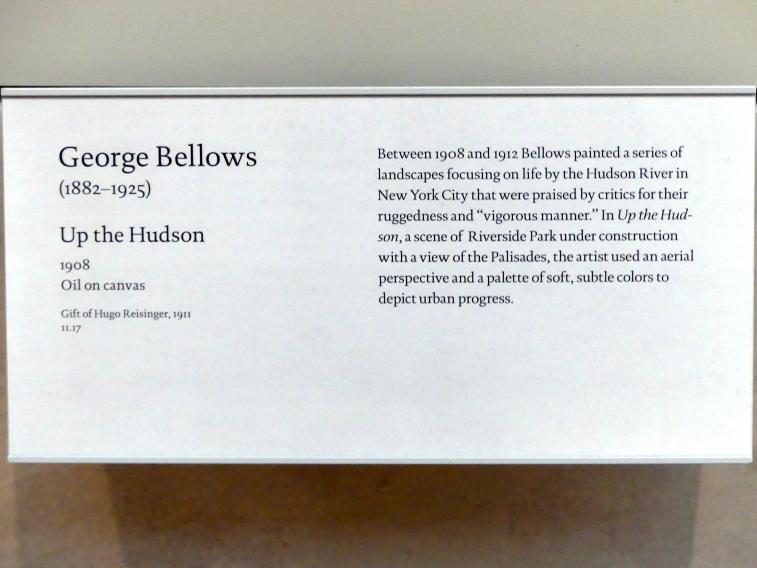 George Bellows
(1882–1925)
Up the Hudson
1908
Oil on canvas
Gift of Hugo Reisinger, 1911
11.17
Between 1908 and 1912 Bellows painted a series of
landscapes focusing on life by the Hudson River in
New York City that were praised by critics for their
ruggedness and “vigorous manner.” In Up the Hud-
son, a scene of Riverside Park under construction
with a view of the Palisades, the artist used an aerial
perspective and a palette of soft, subtle colors to
depict urban progress.